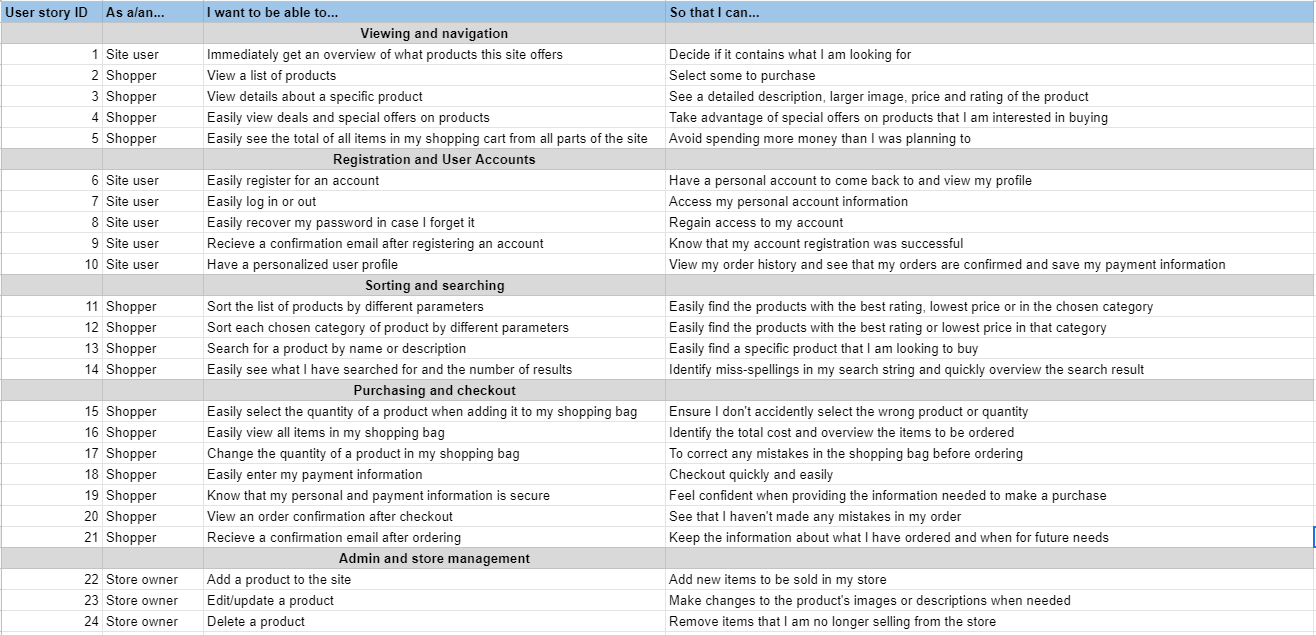 User story ID As a/an... I want to be able to... So that I can...
Viewing and navigation
1 Site user Immediately get an overview of what products this site offers Decide if it contains what I am looking for
2 Shopper View a list of products Select some to purchase
3 Shopper View details about a specific product See a detailed description, larger image, price and rating of the product
4 Shopper Easily view deals and special offers on products Take advantage of special offers on products that I am interested in buying
5 Shopper Easily see the total of all items in my shopping cart from all parts of the site Avoid spending more money than I was planning to
Registration and User Accounts
6 Site user Easily register for an account Have a personal account to come back to and view my profile
7 Site user Easily log in or out Access my personal account information
8 Site user Easily recover my password in case I forget it Regain access to my account
9 Site user Recieve a confirmation email after registering an account Know that my account registration was successful
10 Site user Have a personalized user profile View my order history and see that my orders are confirmed and save my payment information
Sorting and searching
11 Shopper Sort the list of products by different parameters Easily find the products with the best rating, lowest price or in the chosen category
12 Shopper Sort each chosen category of product by different parameters Easily find the products with the best rating or lowest price in that category
13 Shopper Search for a product by name or description Easily find a specific product that I am looking to buy
14 Shopper Easily see what I have searched for and the number of results Identify miss-spellings in my search string and quickly overview the search result
Purchasing and checkout
15 Shopper Easily select the quantity of a product when adding it to my shopping bag Ensure I don't accidently select the wrong product or quantity
16 Shopper Easily view all items in my shopping bag Identify the total cost and overview the items to be ordered
17 Shopper Change the quantity of a product in my shopping bag To correct any mistakes in the shopping bag before ordering
18 Shopper Easily enter my payment information Checkout quickly and easily
19 Shopper Know that my personal and payment information is secure Feel confident when providing the information needed to make a purchase
20 Shopper View an order confirmation after checkout See that I haven't made any mistakes in my order
21 Shopper Recieve a confirmation email after ordering Keep the information about what I have ordered and when for future needs
Admin and store management
22 Store owner Add a product to the site Add new items to be sold in my store
23 Store owner Edit/update a product Make changes to the product's images or descriptions when needed
24 Store owner Delete a product Remove items that I am no longer selling from the store